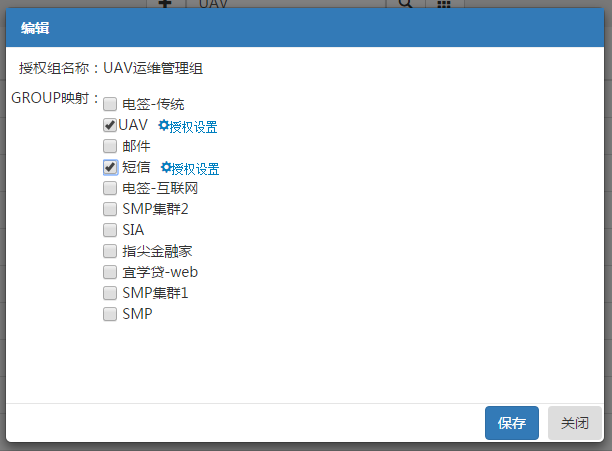 UAV
编辑
授权组名称：UAV运维管理组
GROUP映射：
电签-传统
UAV 授权设置
邮件
短信 授权设置
电签-互联网
SMP集群2
SIA
指尖金融家
宜学贷-web
SMP集群1
SMP
保存 关闭